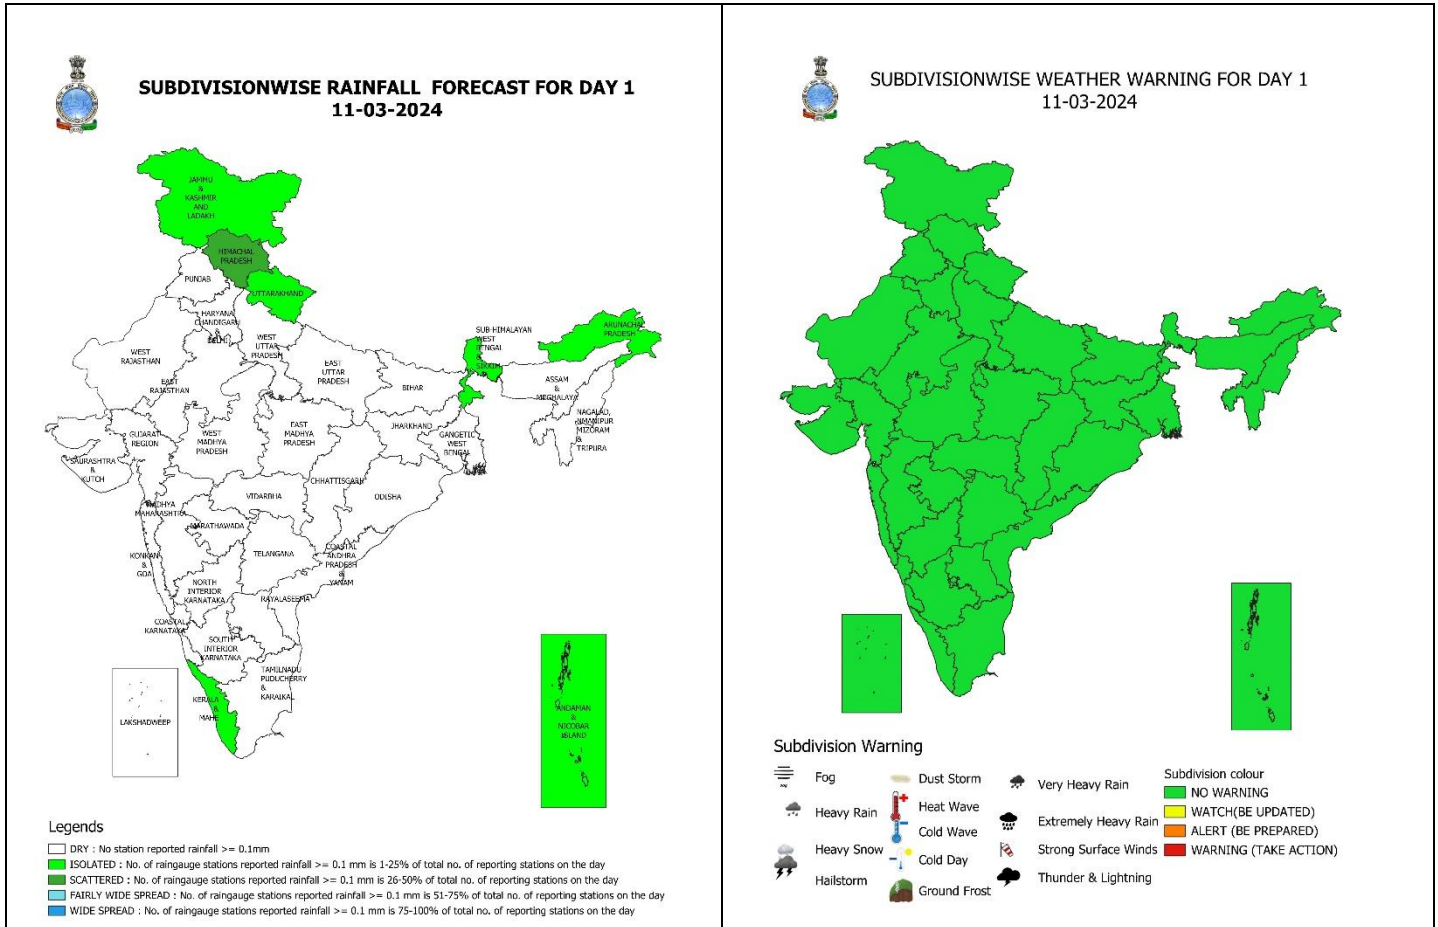 SUBDIVISIONWISE RAINFALL FORECAST FOR DAY 1
11-03-2024
JAMMU
&
KASHMIR
AND
LADAKH
HIMACHAL
PRADESH
PUNJAB
UTTARAKHAND
HARYANA
CHANDIGARH
&
DELHI
WEST
UTTAR
PRADESH
EAST
UTTAR
PRADESH
WEST
RAJASTHAN
EAST
RAJASTHAN
BIHAR
SUB-HIMALAYAN
WEST
BENGAL
&
SIKKIM
ARUNACHAL
PRADESH
ASSAM
&
MEGHALAYA
NAGALAD,
MANIPUR
MIZORAM
&
TRIPURA
GUJARAT
REGION
WEST
MADHYA
PRADESH
EAST
MADHYA
PRADESH
JHARKHAND
GANGETIC
WEST
BENGAL
SAURASHTRA
&
KUTCH
CHHATTISGARH
ODISHA
VIDARBHA
MADHYA
MAHARASHTRA
MARATHAWADA
TELANGANA
COASTAL
ANDHRA
PRADESH
&
YANAM
KONKAN
&
GOA
NORTH
INTERIOR
KARNATAKA
RAYALASEEMA
COASTAL
KARNATAKA
SOUTH
INTERIOR
KARNATAKA
TAMILNADU
PUDUCHERRY
&
KARAIKAL
KERALA
&
MAHE
LAKSHADWEEP
ANDAMAN
&
NICOBAR
ISLAND
Legends
DRY : No station reported rainfall >= 0.1mm
ISOLATED : No. of raingauge stations reported rainfall >= 0.1 mm is 1-25% of total no. of reporting stations on the day
SCATTERED : No. of raingauge stations reported rainfall >= 0.1 mm is 26-50% of total no. of reporting stations on the day
FAIRLY WIDE SPREAD : No. of raingauge stations reported rainfall >= 0.1 mm is 51-75% of total no. of reporting stations on the day
WIDE SPREAD : No. of raingauge stations reported rainfall >= 0.1 mm is 75-100% of total no. of reporting stations on the day
SUBDIVISIONWISE WEATHER WARNING FOR DAY 1
11-03-2024
Subdivision Warning
Fog
Heavy Rain
Heavy Snow
Hailstorm
Dust Storm
Heat Wave
Cold Wave
Cold Day
Ground Frost
Very Heavy Rain
Extremely Heavy Rain
Strong Surface Winds
Thunder & Lightning
Subdivision colour
NO WARNING
WATCH(BE UPDATED)
ALERT (BE PREPARED)
WARNING (TAKE ACTION)